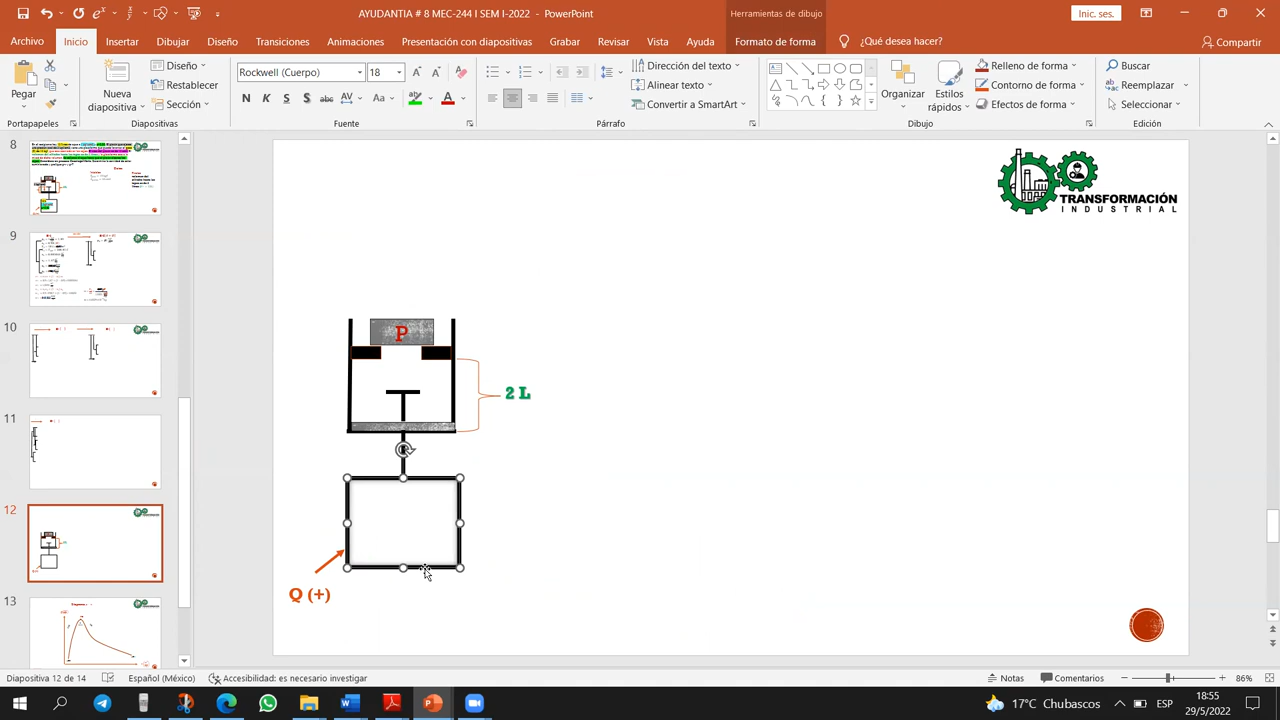 AYUDANTIA # 8 MEC-244 I SEM I-2022 - PowerPoint
Herramientas de dibujo
Inic. ses.
Archivo Inicio Insertar Dibujar Diseño Transiciones Animaciones Presentación con diapositivas Grabar Revisar Vista Ayuda Formato de forma ¿Qué desea hacer? Compartir
Pegar
Nueva diapositiva
Diseño
Restablecer
Sección
Rockwell (Cuerpo) 18
N K S S abc AV Aa A
Dirección del texto
Alinear texto
Convertir a SmartArt
Organizar
Estilos rápidos
Relleno de forma
Contorno de forma
Efectos de forma
Buscar
Reemplazar
Seleccionar
Portapapeles Diapositivas Fuente Párrafo Dibujo Edición
8
9
10
11
12
13
TRANSFORMACIÓN
INDUSTRIAL
P
2 L
Q (+)
Diapositiva 12 de 14 Español (México) Accesibilidad: es necesario investigar Notas Comentarios 86%
17°C Chubascos ESP 18:55
29/5/2022